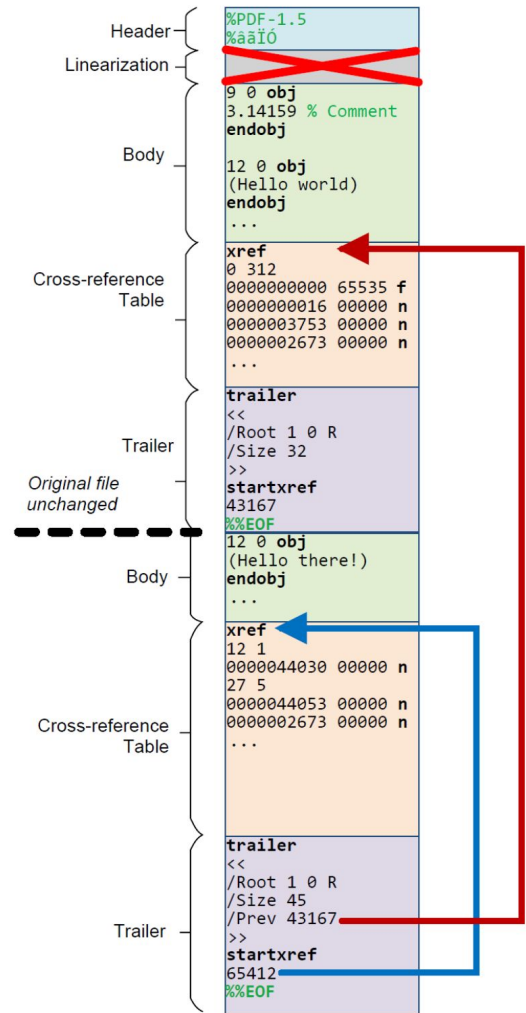 Header
%PDF-1.5
%âãÏÓ
Linearization
Body
9 0 obj
3.14159 % Comment
endobj
12 0 obj
(Hello world)
endobj
...
Cross-reference
Table
xref
0 312
0000000000 65535 f
0000000016 00000 n
0000003753 00000 n
0000002673 00000 n
...
Trailer
trailer
<<
/Root 1 0 R
/Size 32
>>
startxref
43167
%%EOF
Original file
unchanged
Body
12 0 obj
(Hello there!)
endobj
...
Cross-reference
Table
xref
12 1
0000044030 00000 n
27 5
0000044053 00000 n
0000002673 00000 n
...
Trailer
trailer
<<
/Root 1 0 R
/Size 45
/Prev 43167
>>
startxref
65412
%%EOF